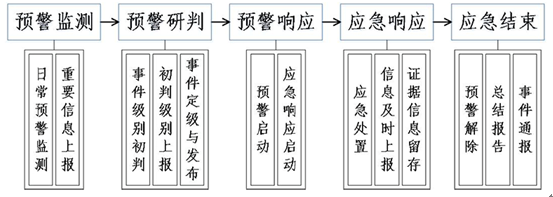 预警监测
预警研判
预警响应
应急响应
应急结束
日常预警监测
重要信息上报
事件级别初判
初判级别上报
事件定级与发布
预警启动
应急响应启动
应急处置
信息及时上报
证据信息留存
预警解除
总结报告
事件通报